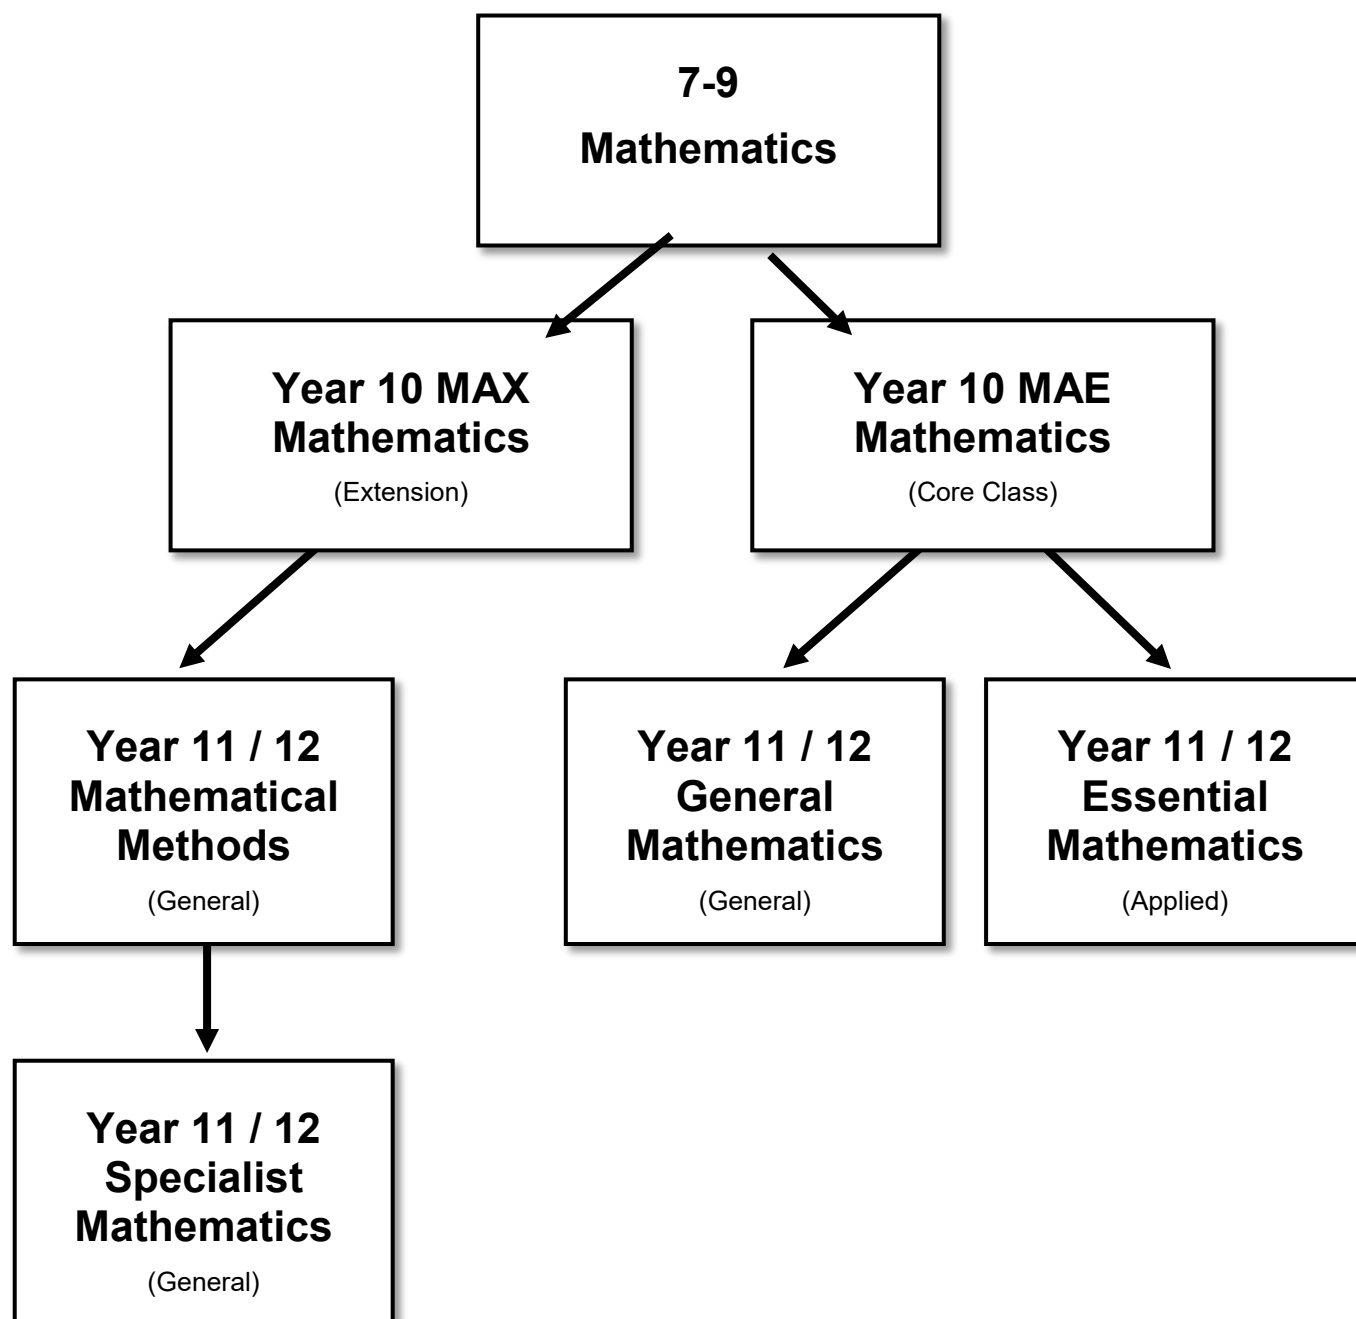 7-9
Mathematics
Year 10 MAX
Mathematics
(Extension)
Year 10 MAE
Mathematics
(Core Class)
Year 11 / 12
Mathematical
Methods
(General)
Year 11 / 12
General
Mathematics
(General)
Year 11 / 12
Essential
Mathematics
(Applied)
Year 11 / 12
Specialist
Mathematics
(General)